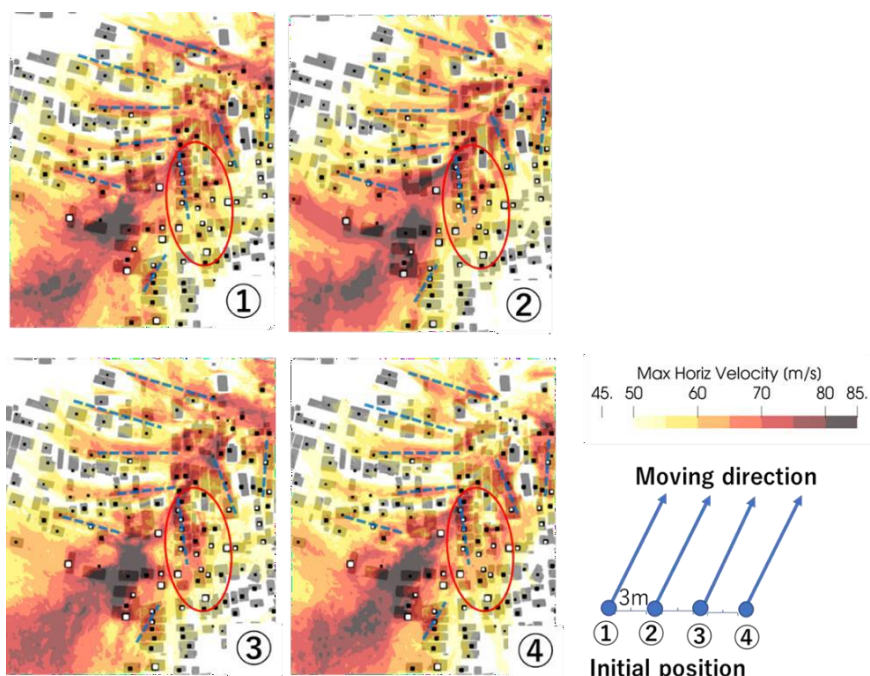 ①
②
③
④
Max Horiz Velocity (m/s)
45. 50 60 70 80 85.
Moving direction
3m
① ② ③ ④
Initial position